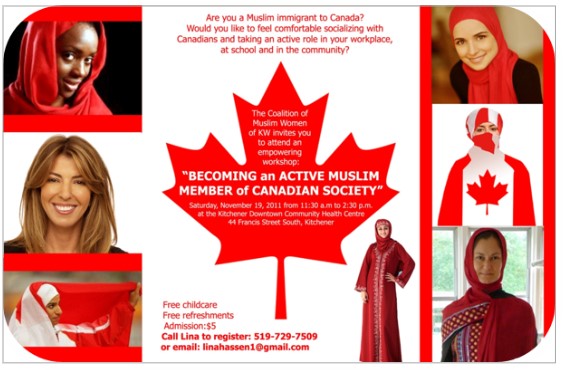 Are you a Muslim immigrant to Canada?
Would you like to feel comfortable socializing with
Canadians and taking an active role in your workplace,
at school and in the community?
The Coalition of
Muslim Women
of KW invites you
to attend an
empowering
workshop:
“BECOMING an ACTIVE MUSLIM
MEMBER of CANADIAN SOCIETY”
Saturday, November 19, 2011 from 11:30 a.m to 2:30 p.m.
at the Kitchener Downtown Community Health Centre
44 Francis Street South, Kitchener
Free childcare
Free refreshments
Admission:$5
Call Lina to register: 519-729-7509
or email: linahassen1@gmail.com